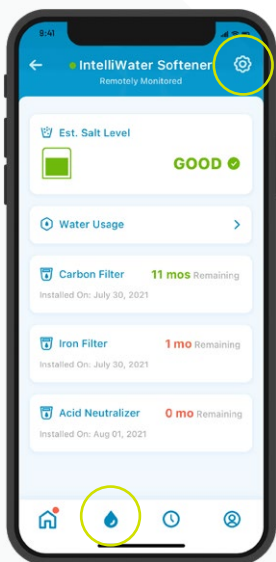 9:41
IntelliWater Softener
Remotely Monitored
Est. Salt Level
GOOD
Water Usage
Carbon Filter 11 mos Remaining
Installed On: July 30, 2021
Iron Filter 1 mo Remaining
Installed On: July 30, 2021
Acid Neutralizer 0 mo Remaining
Installed On: Aug 01, 2021